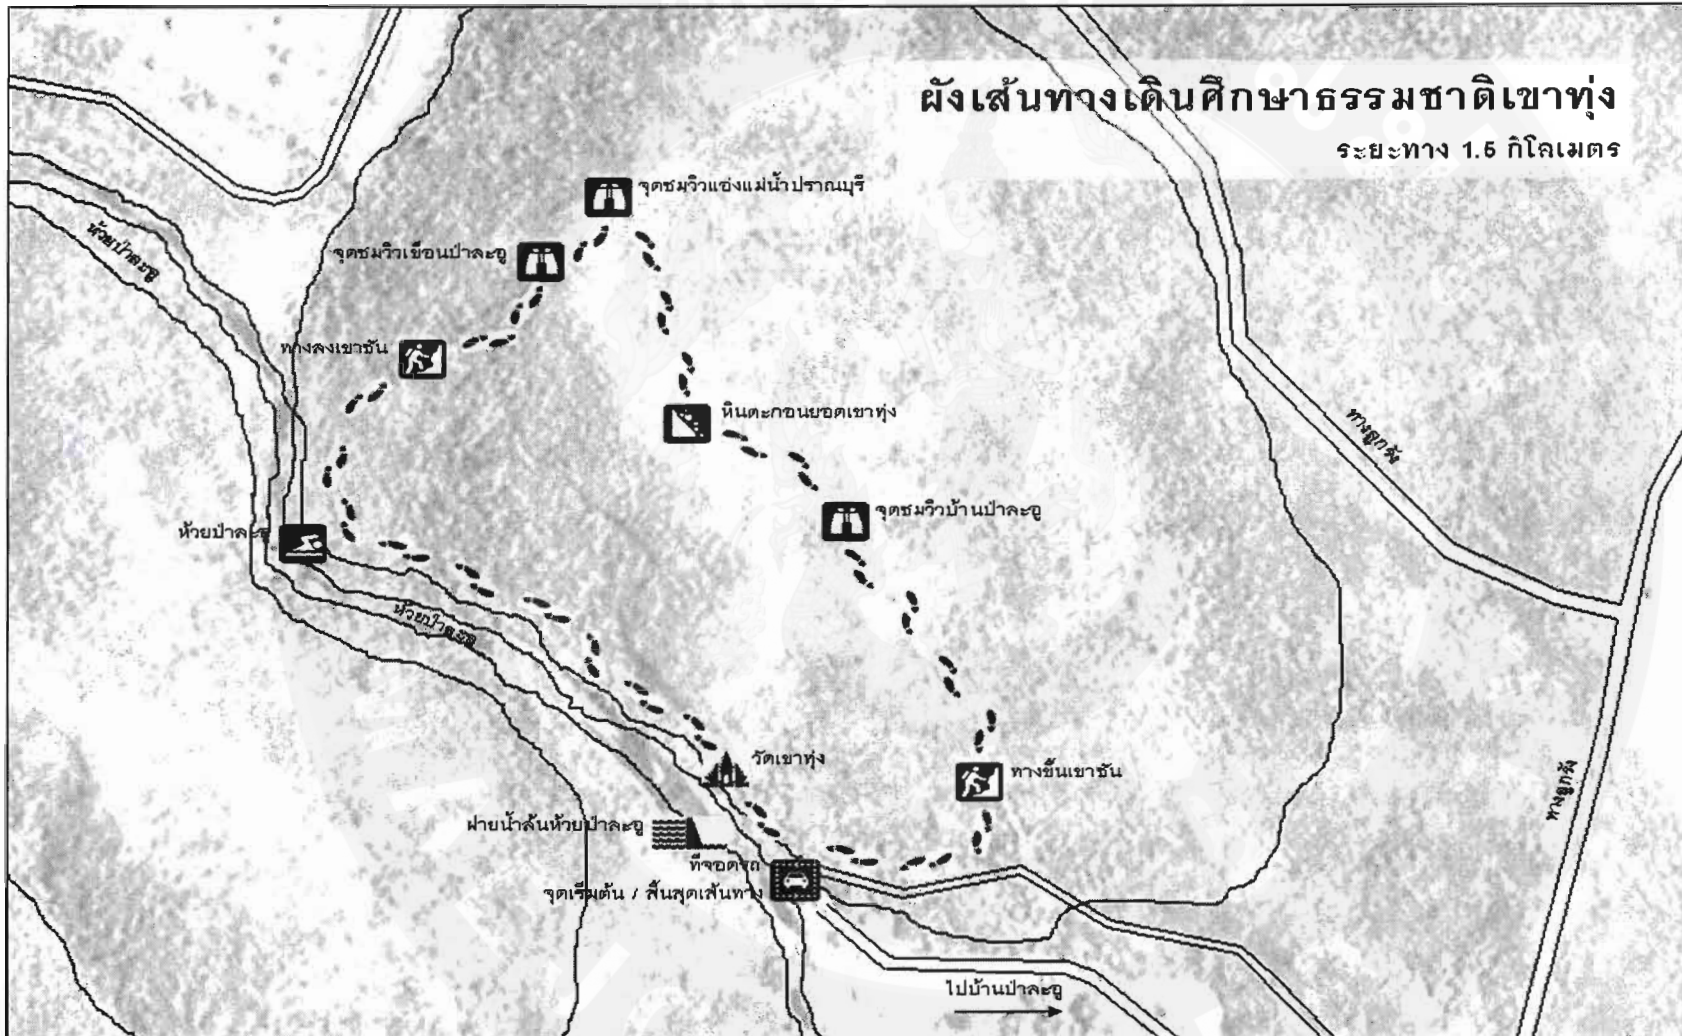 ผังเส้นทางเดินศึกษาธรรมชาติเขาทุ่ง
ระยะทาง 1.5 กิโลเมตร
จุดชมวิวแอ่งแม่น้ำปราณบุรี
จุดชมวิวเขื่อนป่าละอู
ห้วยป่าละอู
ทางลงเขาชัน
หินตะกอนยอดเขาทุ่ง
ทางลูกรัง
จุดชมวิวบ้านป่าละอู
ห้วยป่าละอู
ห้วยป่าละอู
วัดเขาทุ่ง
ทางขึ้นเขาชัน
ทางลูกรัง
ฝายน้ำล้นห้วยป่าละอู
ที่จอดรถ
จุดเริ่มต้น / สิ้นสุดเส้นทาง
ไปบ้านป่าละอู